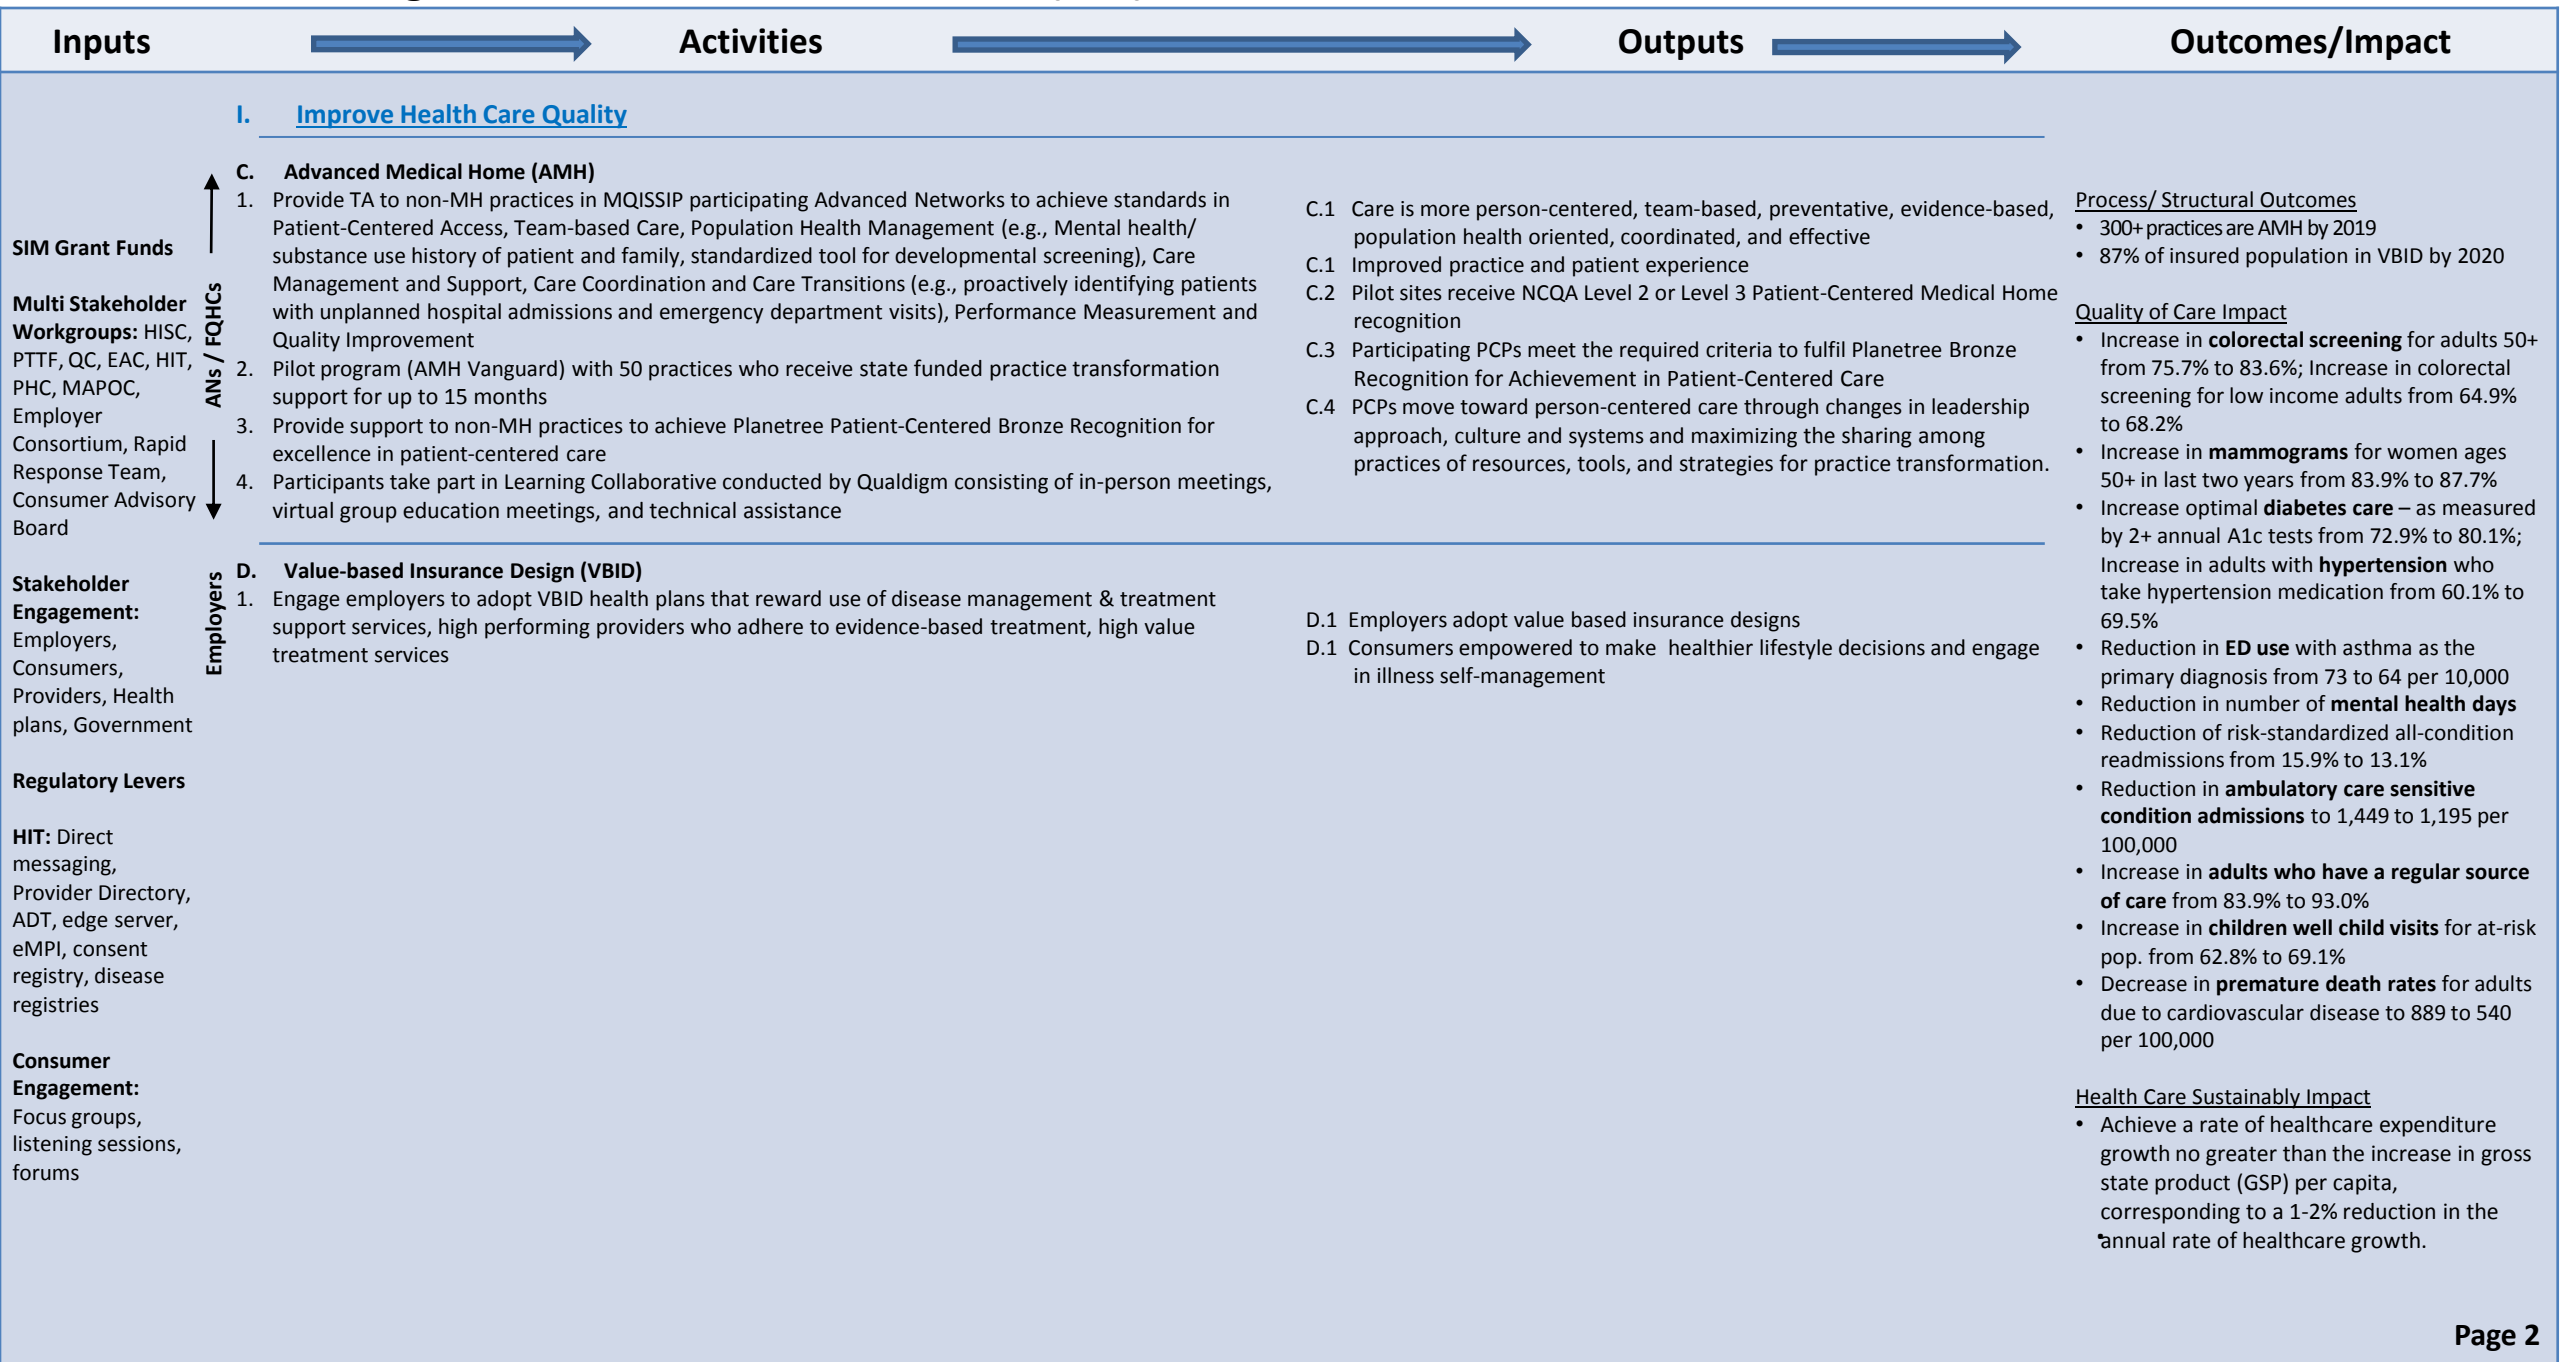 Inputs
Activities
Outputs
Outcomes/Impact
I. Improve Health Care Quality
SIM Grant Funds
Multi Stakeholder
Workgroups: HISC,
PTTF, QC, EAC, HIT,
PHC, MAPOC,
Employer
Consortium, Rapid
Response Team,
Consumer Advisory
Board
Stakeholder
Engagement:
Employers,
Consumers,
Providers, Health
plans, Government
Regulatory Levers
HIT: Direct
messaging,
Provider Directory,
ADT, edge server,
eMPI, consent
registry, disease
registries
Consumer
Engagement:
Focus groups,
listening sessions,
forums
ANs / FQHCs
Employers
C. Advanced Medical Home (AMH)
1. Provide TA to non-MH practices in MQISSIP participating Advanced Networks to achieve standards in
Patient-Centered Access, Team-based Care, Population Health Management (e.g., Mental health/
substance use history of patient and family, standardized tool for developmental screening), Care
Management and Support, Care Coordination and Care Transitions (e.g., proactively identifying patients
with unplanned hospital admissions and emergency department visits), Performance Measurement and
Quality Improvement
2. Pilot program (AMH Vanguard) with 50 practices who receive state funded practice transformation
support for up to 15 months
3. Provide support to non-MH practices to achieve Planetree Patient-Centered Bronze Recognition for
excellence in patient-centered care
4. Participants take part in Learning Collaborative conducted by Qualdigm consisting of in-person meetings,
virtual group education meetings, and technical assistance
D. Value-based Insurance Design (VBID)
1. Engage employers to adopt VBID health plans that reward use of disease management & treatment
support services, high performing providers who adhere to evidence-based treatment, high value
treatment services
C.1 Care is more person-centered, team-based, preventative, evidence-based,
population health oriented, coordinated, and effective
C.1 Improved practice and patient experience
C.2 Pilot sites receive NCQA Level 2 or Level 3 Patient-Centered Medical Home
recognition
C.3 Participating PCPs meet the required criteria to fulfil Planetree Bronze
Recognition for Achievement in Patient-Centered Care
C.4 PCPs move toward person-centered care through changes in leadership
approach, culture and systems and maximizing the sharing among
practices of resources, tools, and strategies for practice transformation.
D.1 Employers adopt value based insurance designs
D.1 Consumers empowered to make healthier lifestyle decisions and engage
in illness self-management
Process/ Structural Outcomes
• 300+ practices are AMH by 2019
• 87% of insured population in VBID by 2020
Quality of Care Impact
• Increase in colorectal screening for adults 50+
from 75.7% to 83.6%; Increase in colorectal
screening for low income adults from 64.9%
to 68.2%
• Increase in mammograms for women ages
50+ in last two years from 83.9% to 87.7%
• Increase optimal diabetes care – as measured
by 2+ annual A1c tests from 72.9% to 80.1%;
Increase in adults with hypertension who
take hypertension medication from 60.1% to
69.5%
• Reduction in ED use with asthma as the
primary diagnosis from 73 to 64 per 10,000
• Reduction in number of mental health days
• Reduction of risk-standardized all-condition
readmissions from 15.9% to 13.1%
• Reduction in ambulatory care sensitive
condition admissions to 1,449 to 1,195 per
100,000
• Increase in adults who have a regular source
of care from 83.9% to 93.0%
• Increase in children well child visits for at-risk
pop. from 62.8% to 69.1%
• Decrease in premature death rates for adults
due to cardiovascular disease to 889 to 540
per 100,000
Health Care Sustainably Impact
• Achieve a rate of healthcare expenditure
growth no greater than the increase in gross
state product (GSP) per capita,
corresponding to a 1-2% reduction in the
• annual rate of healthcare growth.
Page 2